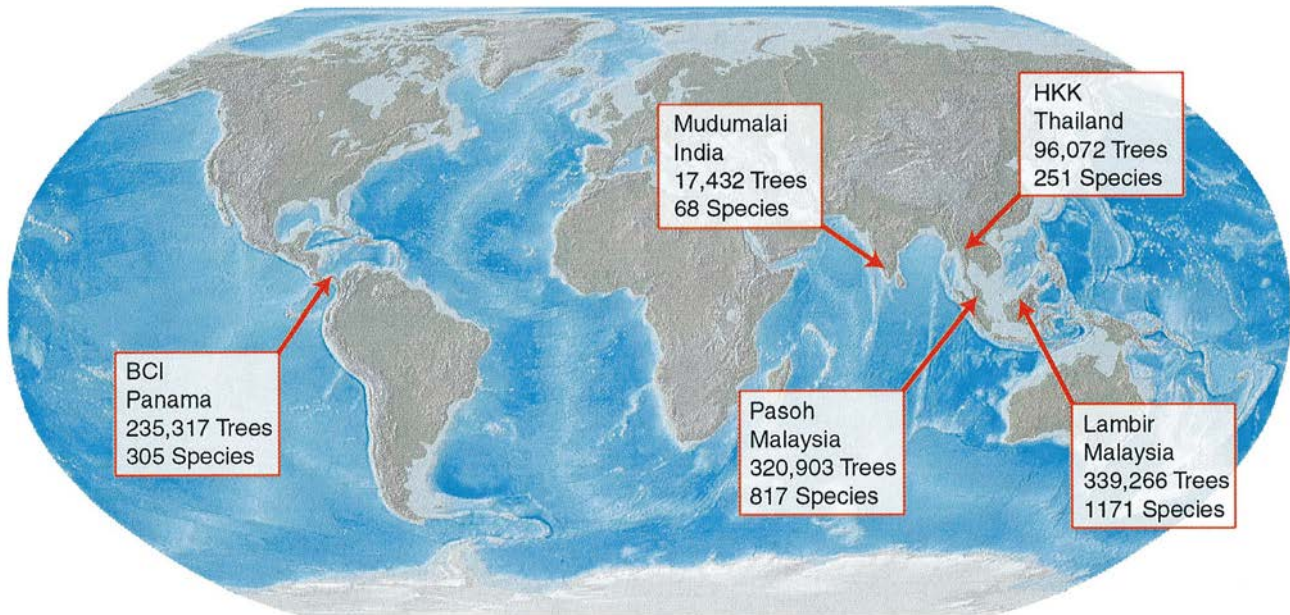 HKK
Thailand
96,072 Trees
251 Species
Mudumalai
India
17,432 Trees
68 Species
BCI
Panama
235,317 Trees
305 Species
Pasoh
Malaysia
320,903 Trees
817 Species
Lambir
Malaysia
339,266 Trees
1171 Species